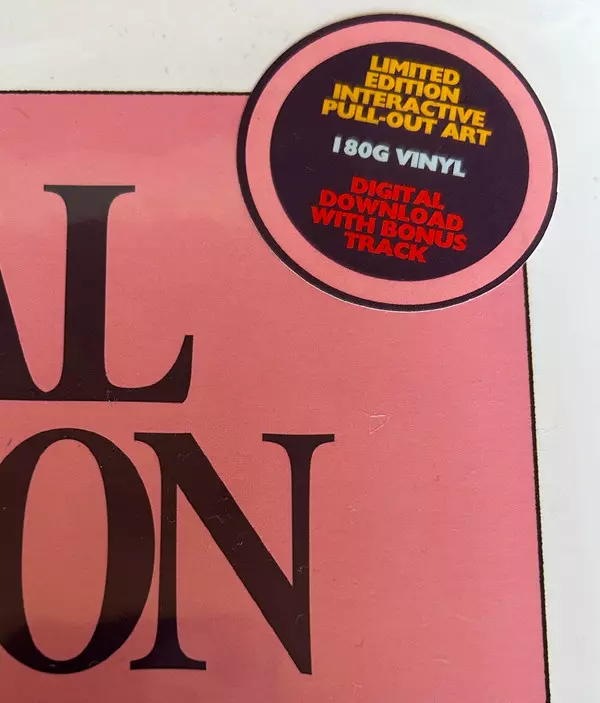 LIMITED
EDITION
INTERACTIVE
PULL-OUT ART
180G VINYL
DIGITAL
DOWNLOAD
WITH BONUS
TRACK
AL
ON